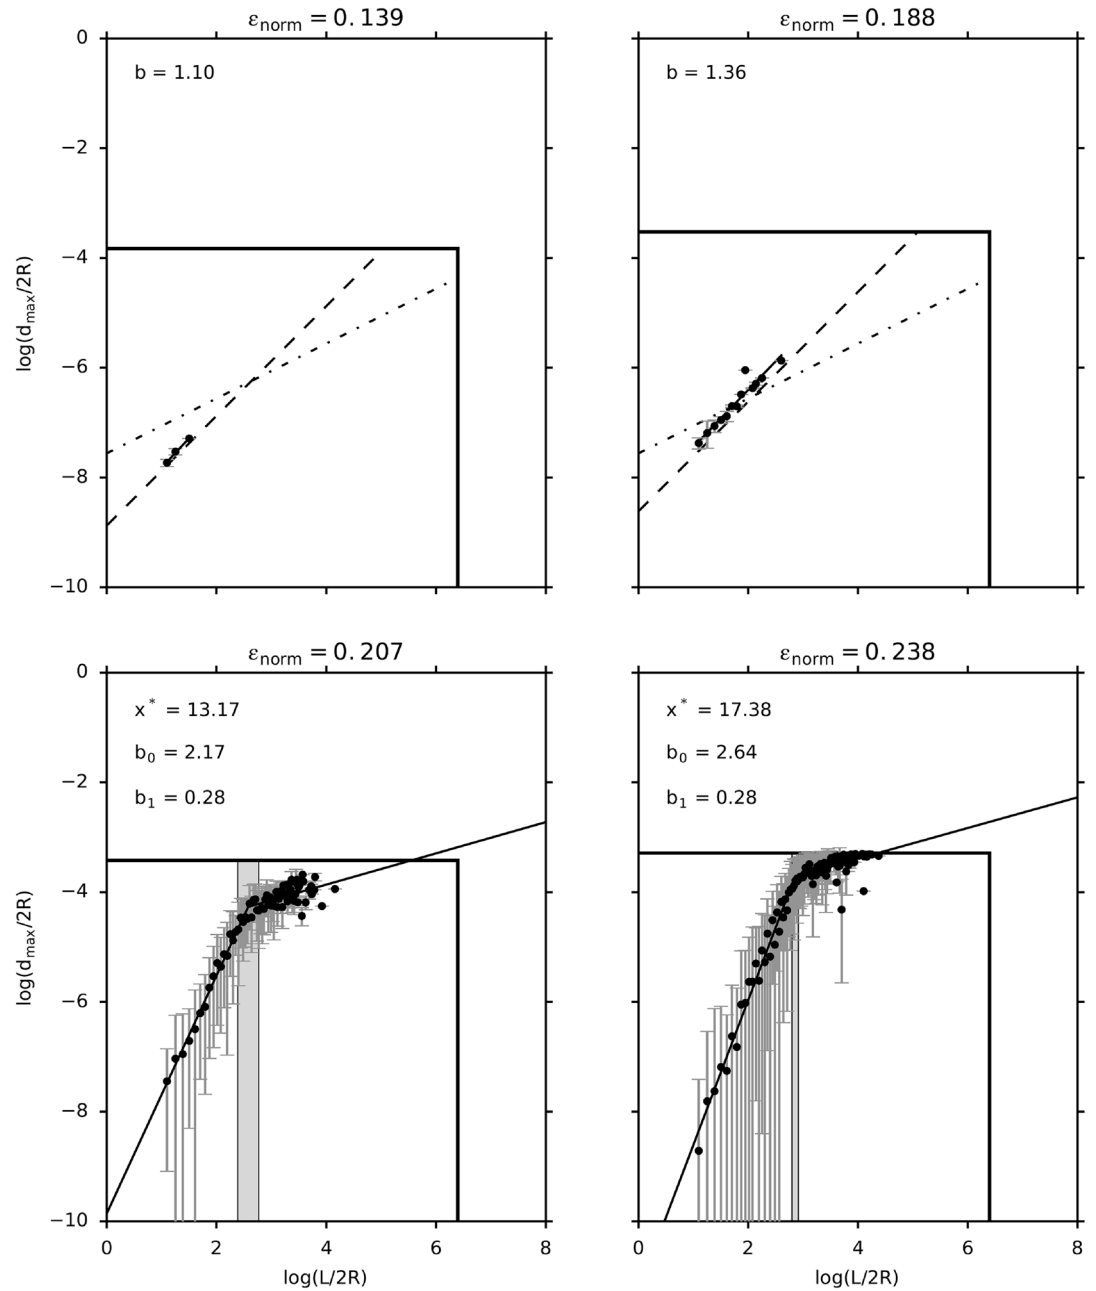 ε_norm = 0.139
ε_norm = 0.188
0
−2
−4
−6
−8
−10
b = 1.10
b = 1.36
log(d_max/2R)
ε_norm = 0.207
ε_norm = 0.238
0
−2
−4
−6
−8
−10
x* = 13.17
b_0 = 2.17
b_1 = 0.28
x* = 17.38
b_0 = 2.64
b_1 = 0.28
log(d_max/2R)
0 2 4 6 8
0 2 4 6 8
log(L/2R)
log(L/2R)